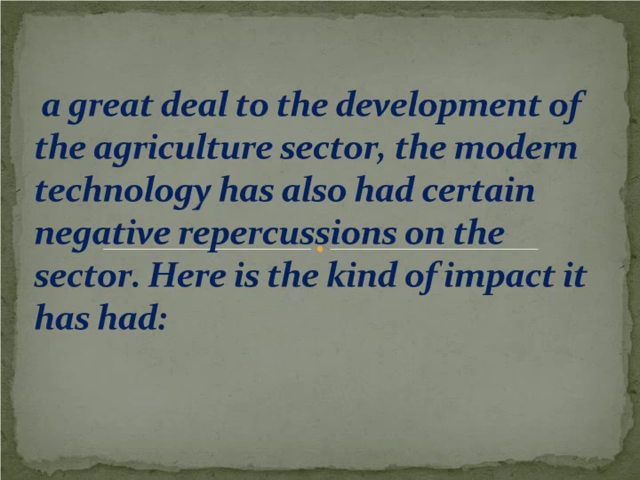 a great deal to the development of
the agriculture sector, the modern
technology has also had certain
negative repercussions on the
sector. Here is the kind of impact it
has had: